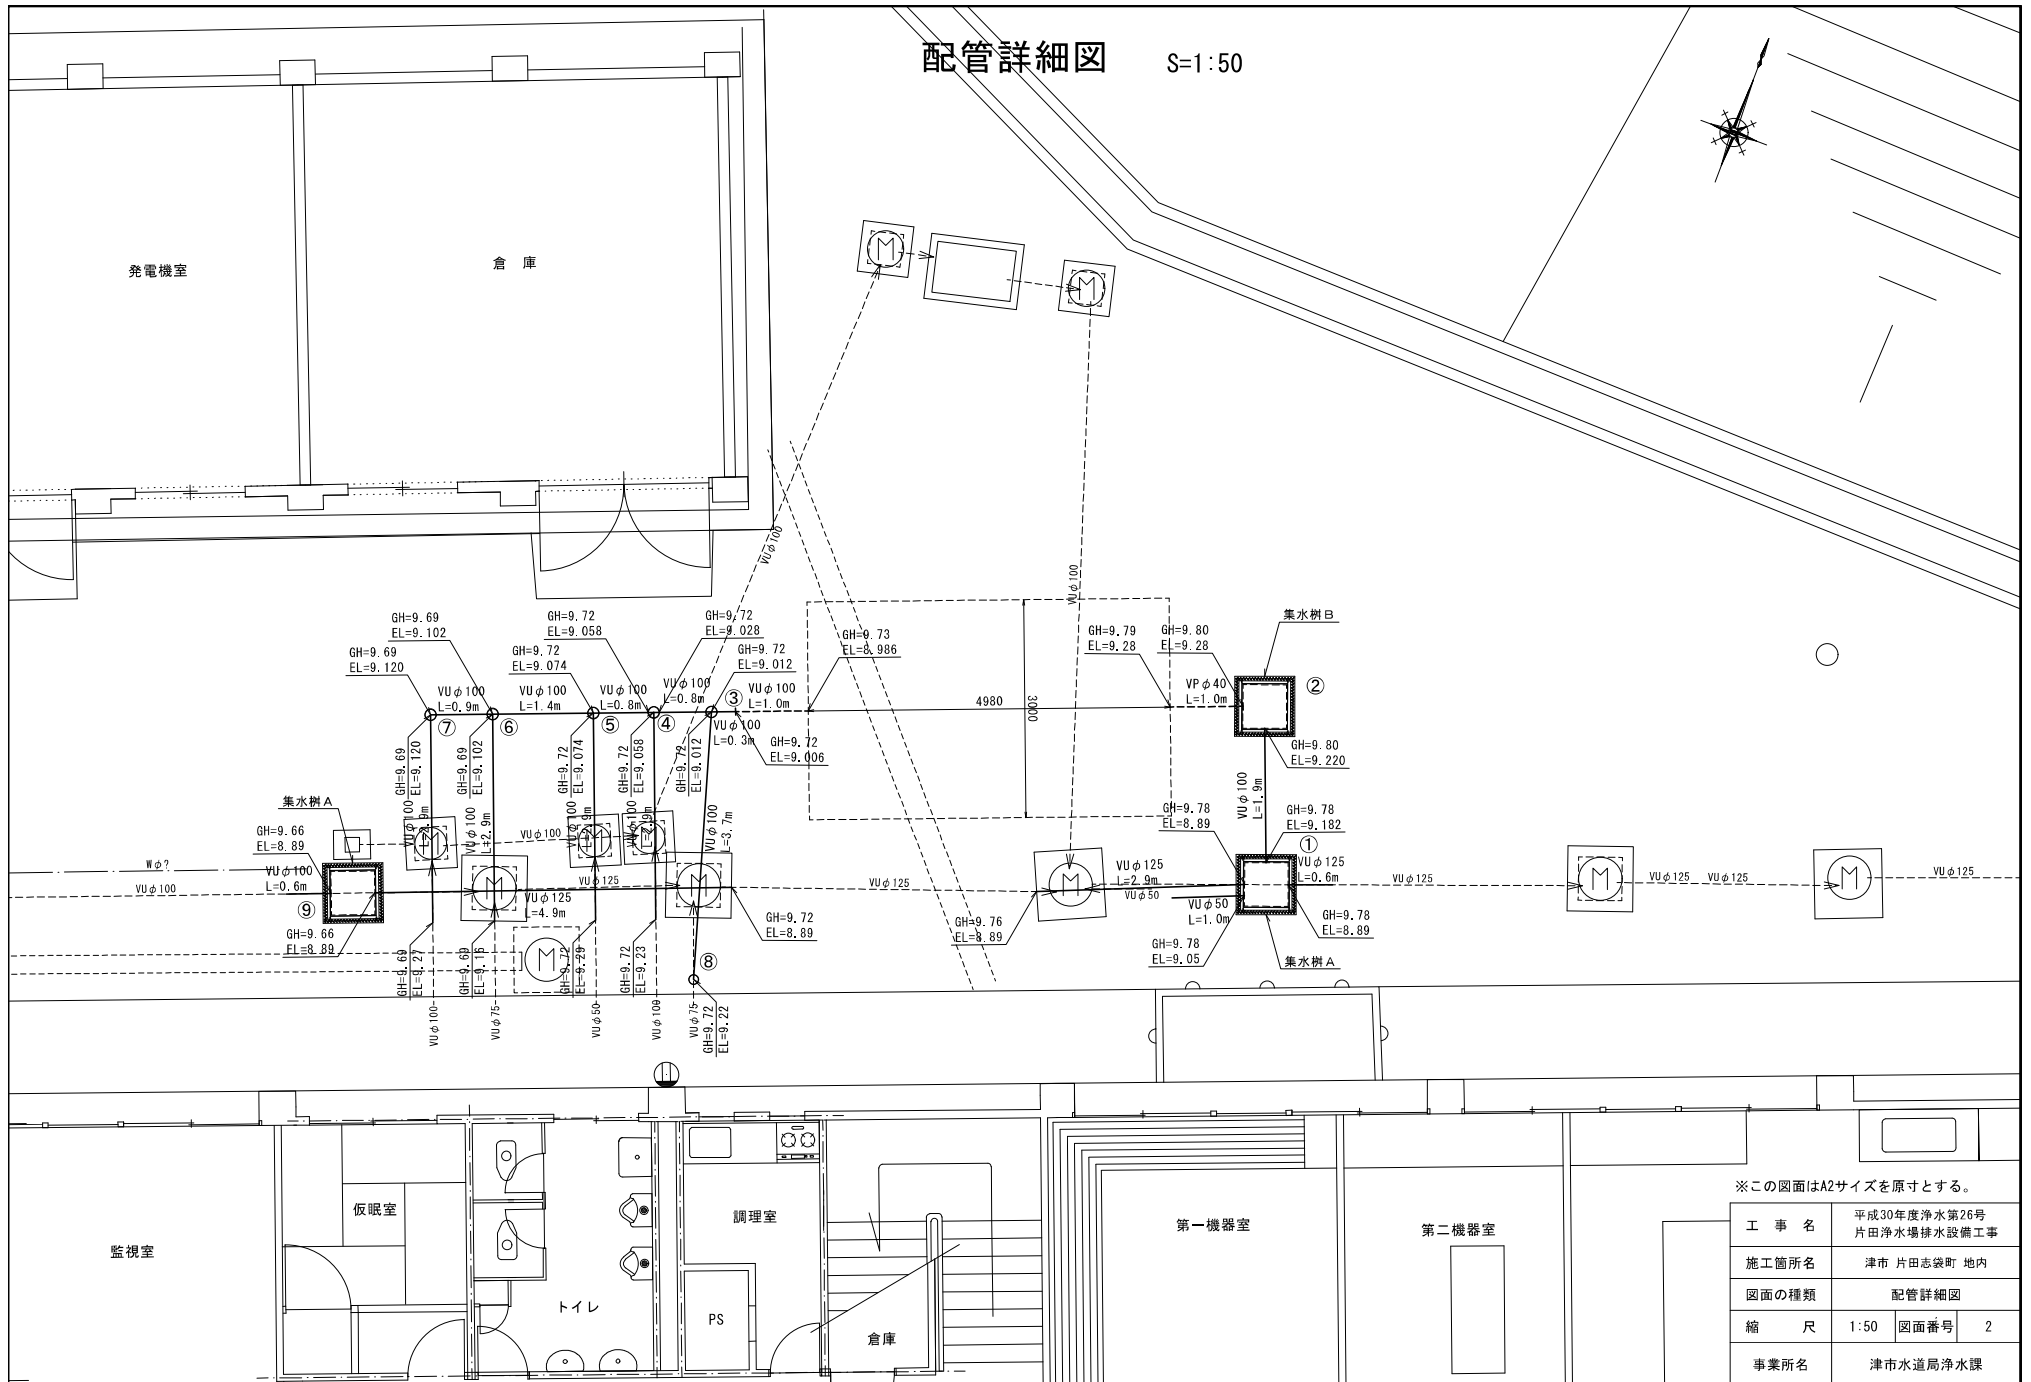 配管詳細図 S=1:50
発電機室
倉 庫
VUφ100
VUφ100
GH=9.69
EL=9.102
GH=9.72
EL=9.058
GH=9.72
EL=9.028
GH=9.73
EL=8.986
GH=9.79
EL=9.28
GH=9.80
EL=9.28
集水桝B
GH=9.69
EL=9.120
GH=9.72
EL=9.074
GH=9.72
EL=9.012
VUφ100
L=0.9m
VUφ100
L=1.4m
VUφ100
L=0.8m
VUφ100
L=0.8m
③
VUφ100
L=1.0m
4980
3000
VPφ40
L=1.0m
②
⑦
⑥
⑤
④
VUφ100
L=0.3m
GH=9.72
EL=9.006
GH=9.80
EL=9.220
GH=9.69
EL=9.120
GH=9.69
EL=9.102
GH=9.72
EL=9.074
GH=9.72
EL=9.058
GH=9.72
EL=9.012
VUφ100
L=1.9m
集水桝A
GH=9.66
EL=8.89
VUφ100
L=2.9m
VUφ100
L=2.9m
VUφ100
VUφ100
L=2.9m
VUφ100
L=2.9m
VUφ100
L=3.7m
GH=9.78
EL=8.89
GH=9.78
EL=9.182
①
Wφ?
VUφ100
VUφ100
L=0.6m
⑨
M
M
M
M
M
M
M
M
M
M
M
VUφ125
VUφ125
L=4.9m
VUφ125
VUφ125
L=2.9m
VUφ50
VUφ50
L=1.0m
VUφ125
L=0.6m
VUφ125
VUφ125
VUφ125
VUφ125
GH=9.66
EL=8.89
GH=9.72
EL=8.89
GH=9.76
EL=8.89
GH=9.78
EL=9.05
GH=9.78
EL=8.89
集水桝A
⑧
GH=9.69
EL=9.27
GH=9.69
EL=9.16
GH=9.72
EL=9.29
GH=9.72
EL=9.23
GH=9.72
EL=9.22
VUφ100
VUφ75
VUφ50
VUφ100
VUφ75
監視室
仮眠室
トイレ
調理室
PS
倉庫
第一機器室
第二機器室
※この図面はA2サイズを原寸とする。
工 事 名 平成30年度浄水第26号
片田浄水場排水設備工事
施工箇所名 津市 片田志袋町 地内
図面の種類 配管詳細図
縮 尺 1:50 図面番号 2
事業所名 津市水道局浄水課